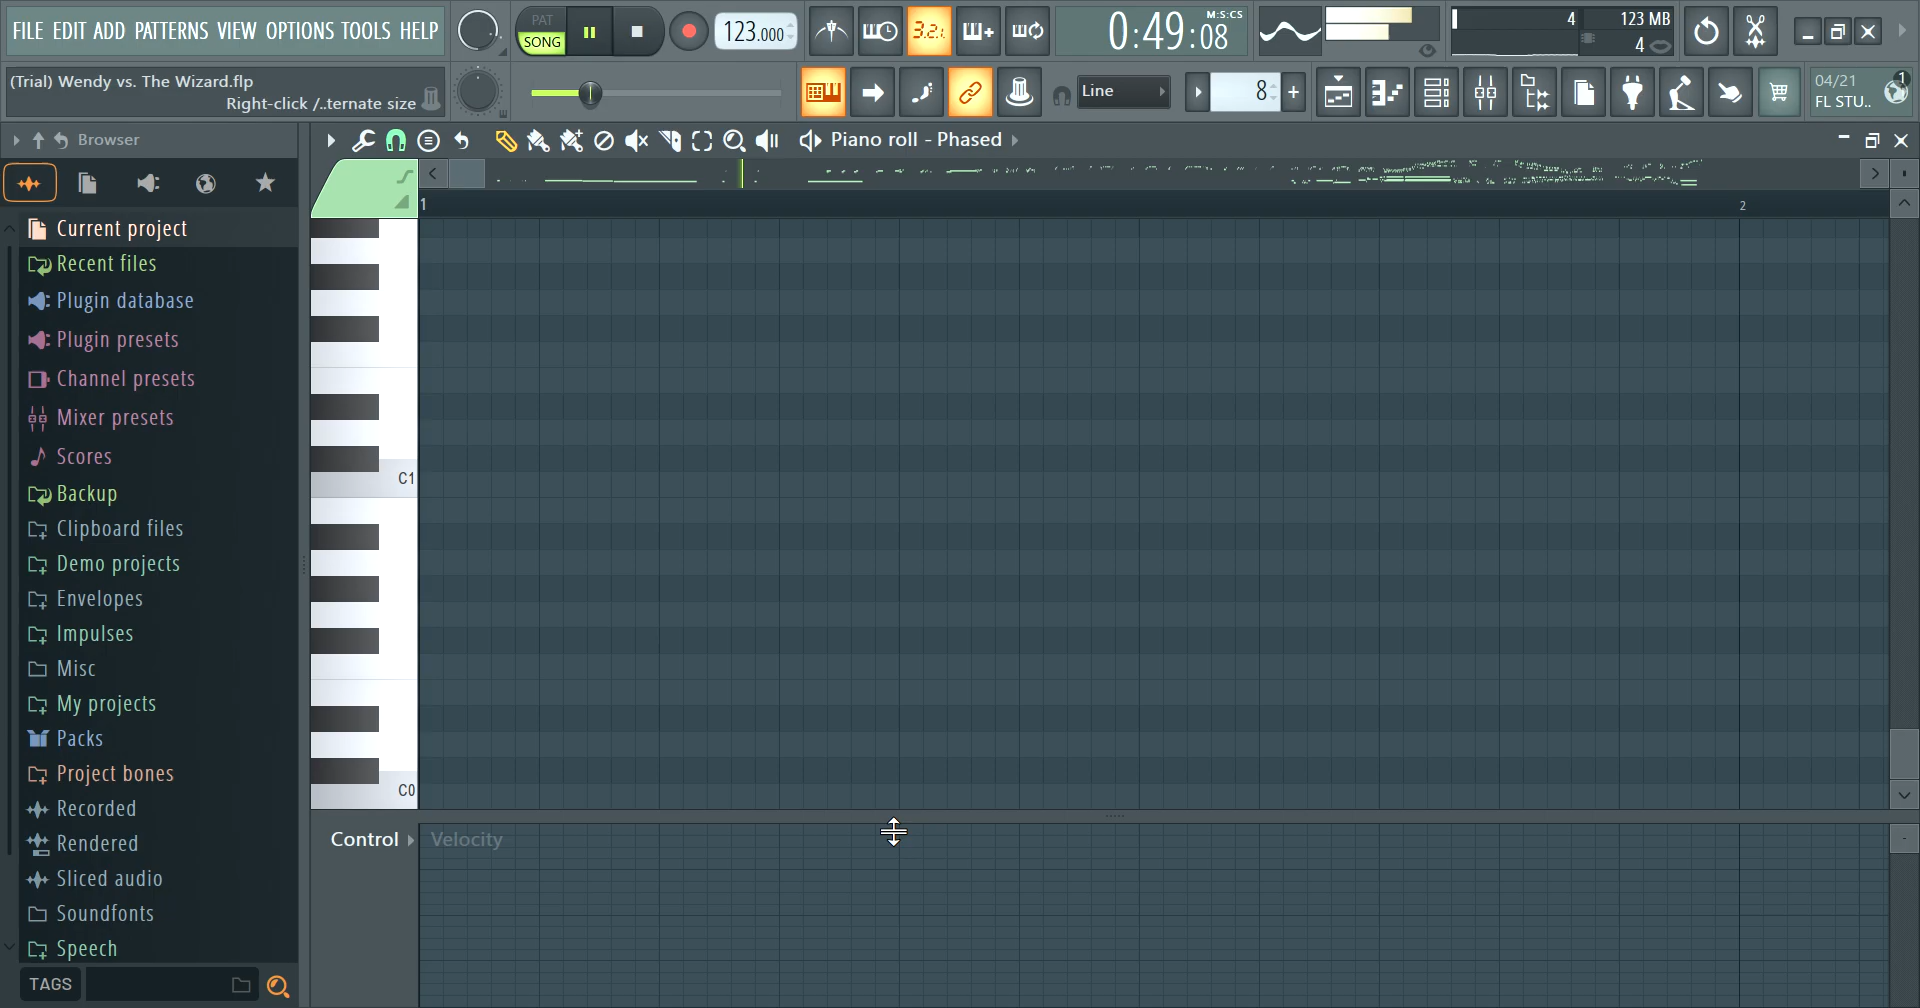 FILE EDIT ADD PATTERNS VIEW OPTIONS TOOLS HELP
PAT
SONG
123.000
3.2.1.
0:49:08
M:S:CS
4
123 MB
4
(Trial) Wendy vs. The Wizard.flp
Right-click /..ternate size
Line
8
04/21
FL STU..
1
Browser
Piano roll - Phased
1
2
Current project
Recent files
Plugin database
Plugin presets
Channel presets
Mixer presets
Scores
Backup
Clipboard files
Demo projects
Envelopes
Impulses
Misc
My projects
Packs
Project bones
Recorded
Rendered
Sliced audio
Soundfonts
Speech
TAGS
C1
C0
Control
Velocity